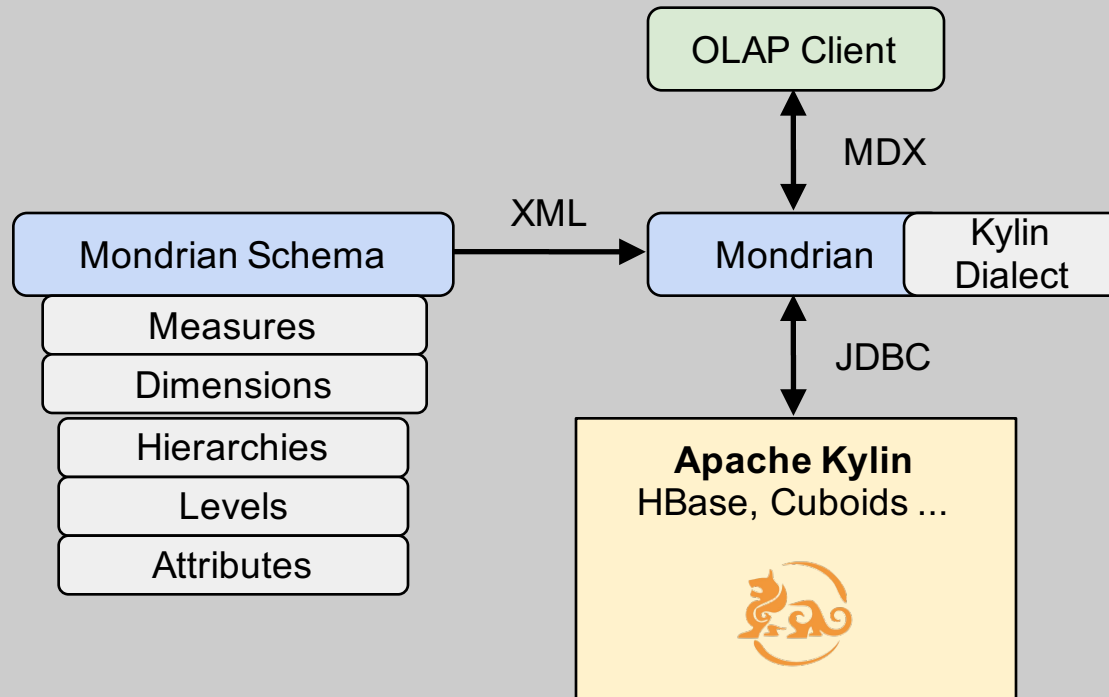 OLAP Client
MDX
XML
Mondrian Schema
Mondrian
Kylin
Dialect
Measures
Dimensions
Hierarchies
Levels
Attributes
JDBC
Apache Kylin
HBase, Cuboids ...